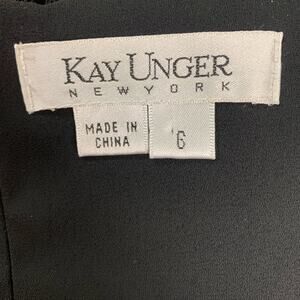 KAY UNGER
NEW YORK
MADE IN
CHINA
6